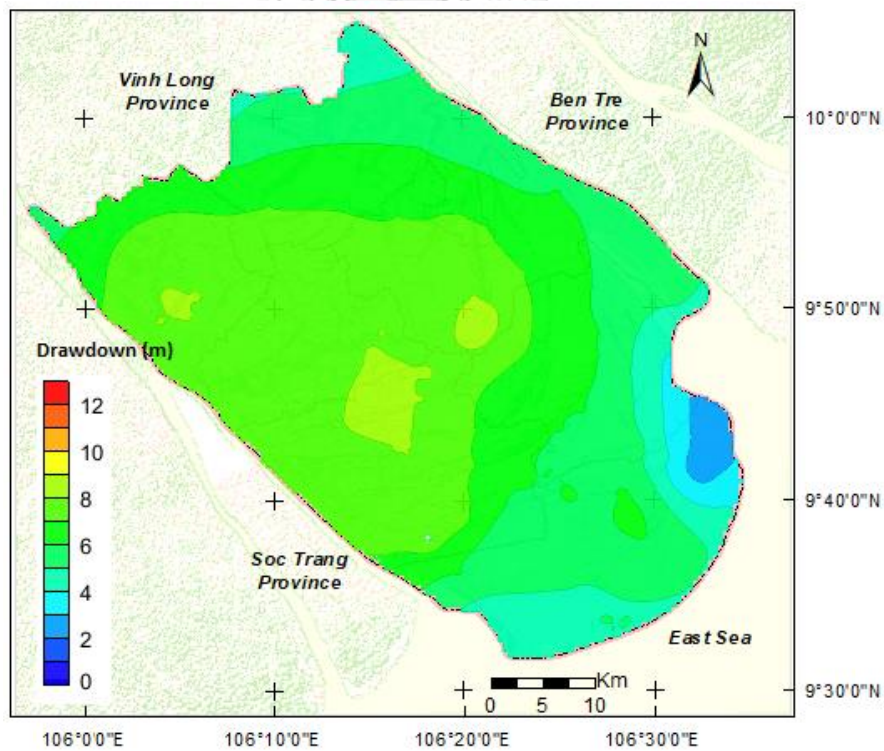 N
Vinh Long
Province
Ben Tre
Province
10°0'0"N
9°50'0"N
Drawdown (m)
12
10
8
6
4
2
0
9°40'0"N
Soc Trang
Province
East Sea
Km
0 5 10
9°30'0"N
106°0'0"E 106°10'0"E 106°20'0"E 106°30'0"E